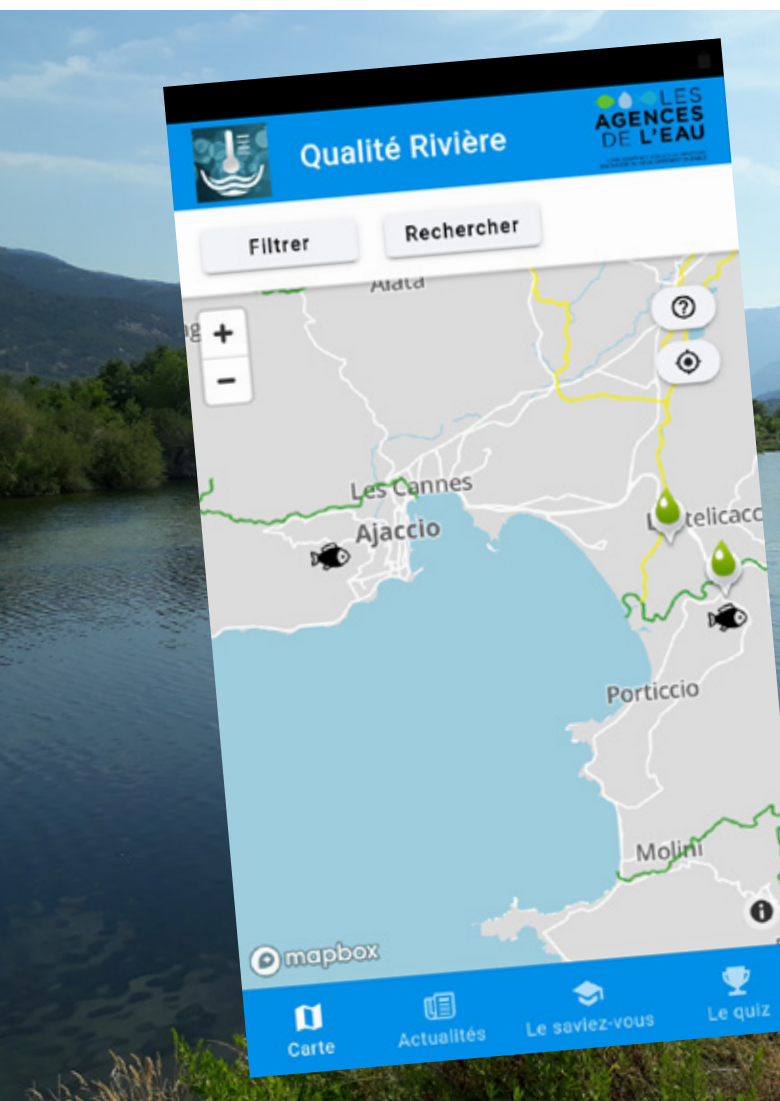 LES
AGENCES
DE L'EAU
Qualité Rivière
Filtrer
Rechercher
Alata
Les Cannes
Ajaccio
telicacc
Porticcio
Molini
mapbox
Carte
Actualités
Le saviez-vous
Le quiz